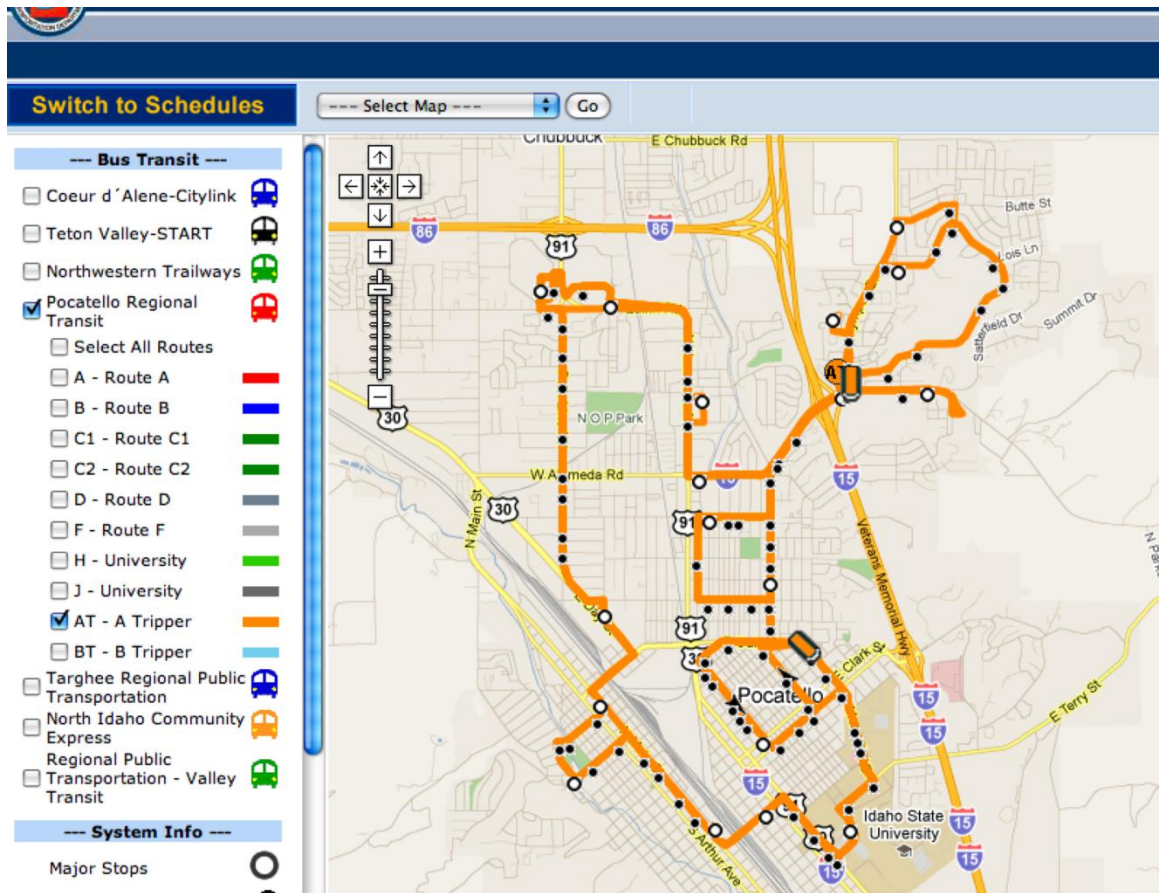 Switch to Schedules
--- Select Map ---
Go
--- Bus Transit ---
Coeur d´Alene-Citylink
Teton Valley-START
Northwestern Trailways
Pocatello Regional
Transit
Select All Routes
A - Route A
B - Route B
C1 - Route C1
C2 - Route C2
D - Route D
F - Route F
H - University
J - University
AT - A Tripper
BT - B Tripper
Targhee Regional Public
Transportation
North Idaho Community
Express
Regional Public
Transportation - Valley
Transit
--- System Info ---
Major Stops
Chubbuck
E Chubbuck Rd
86
86
91
Butte St
Lois Ln
Summit Dr
Satterfield Dr
A
30
N O P Park
15
W Alameda Rd
15
30
N Main St
91
Veterans Memorial Hwy
91
Clark St
Pocatello
15
E Terry St
15
15
15
Idaho State
University
15
15
15
S Arthur Ave